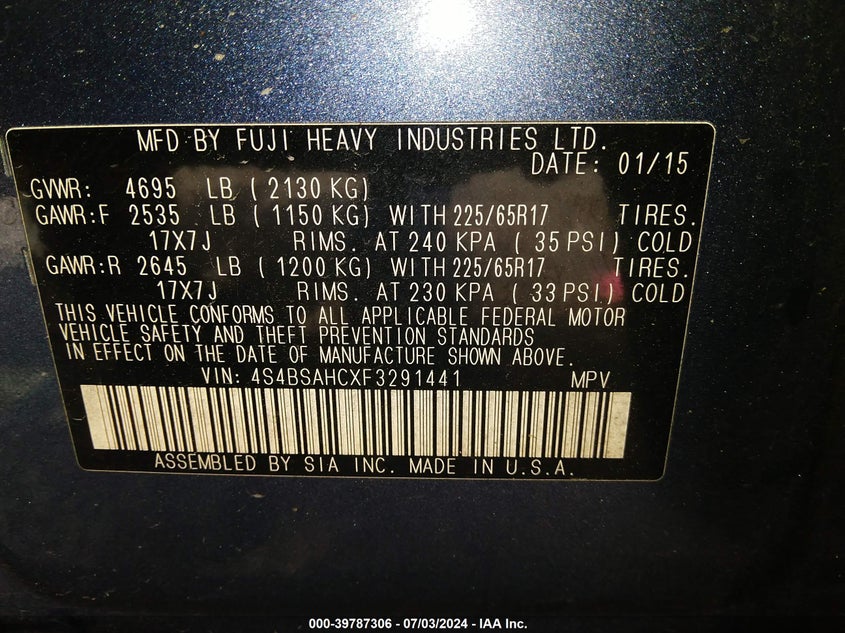 MFD BY FUJI HEAVY INDUSTRIES LTD.
DATE: 01/15
GVWR: 4695 LB ( 2130 KG)
GAWR:F 2535 LB ( 1150 KG) WITH 225/65R17 TIRES.
17X7J RIMS. AT 240 KPA ( 35 PSI) COLD
GAWR:R 2645 LB ( 1200 KG) WITH 225/65R17 TIRES.
17X7J RIMS. AT 230 KPA ( 33 PSI) COLD
THIS VEHICLE CONFORMS TO ALL APPLICABLE FEDERAL MOTOR
VEHICLE SAFETY AND THEFT PREVENTION STANDARDS
IN EFFECT ON THE DATE OF MANUFACTURE SHOWN ABOVE.
VIN: 4S4BSAHCXF3291441 MPV
ASSEMBLED BY SIA INC. MADE IN U.S.A.
000-39787306 - 07/03/2024 - IAA Inc.